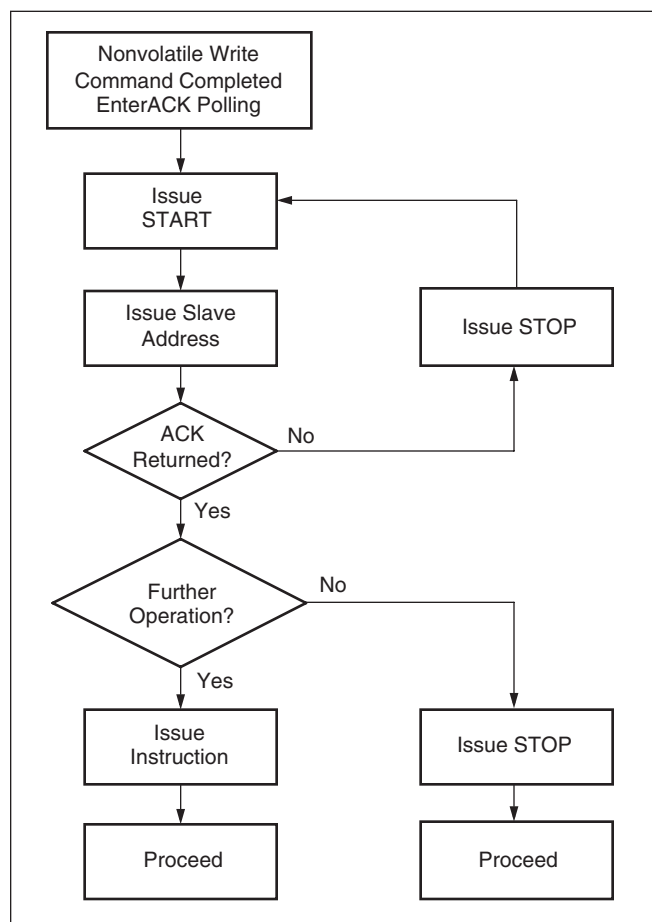 Nonvolatile Write
Command Completed
EnterACK Polling
Issue
START
Issue Slave
Address
Issue STOP
ACK
Returned?
No
Yes
Further
Operation?
No
Yes
Issue
Instruction
Issue STOP
Proceed
Proceed